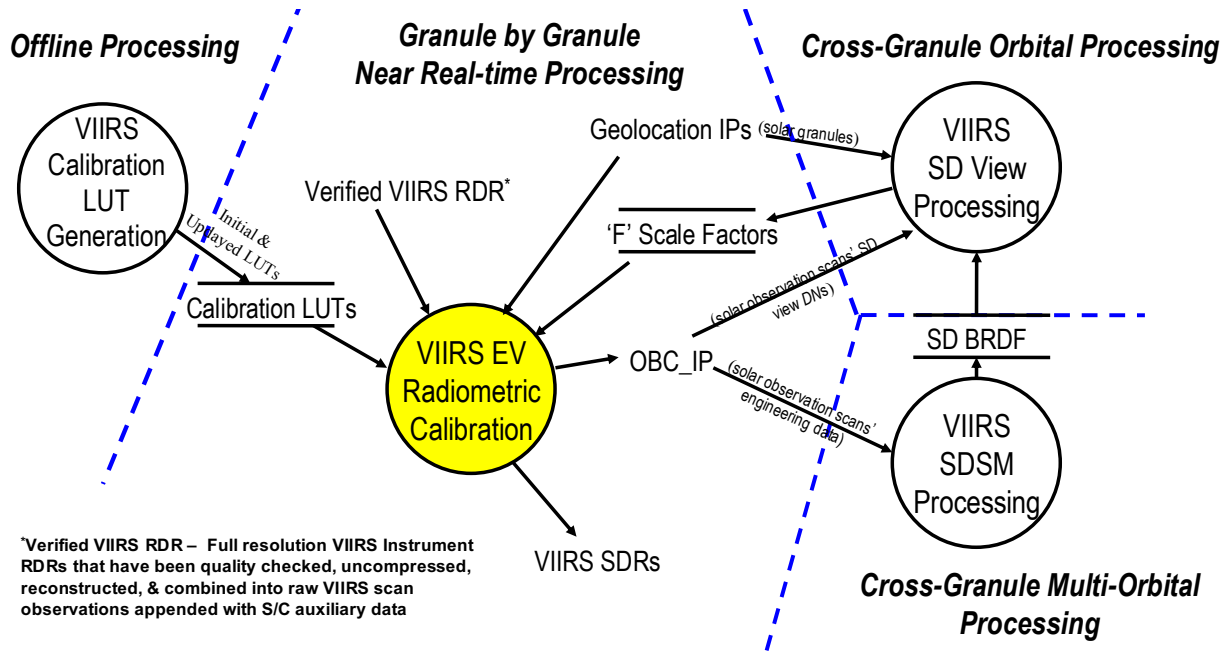 Offline Processing
Granule by Granule
Near Real-time Processing
Cross-Granule Orbital Processing
VIIRS
Calibration
LUT
Generation
Initial &
Updayed LUTs
Calibration LUTs
Verified VIIRS RDR*
Geolocation IPs
(solar granules)
'F' Scale Factors
VIIRS
SD View
Processing
(solar observation scans' SD
view DNs)
VIIRS EV
Radiometric
Calibration
OBC_IP
(solar observation scans'
engineering data)
SD BRDF
VIIRS
SDSM
Processing
VIIRS SDRs
*Verified VIIRS RDR – Full resolution VIIRS Instrument
RDRs that have been quality checked, uncompressed,
reconstructed, & combined into raw VIIRS scan
observations appended with S/C auxiliary data
Cross-Granule Multi-Orbital
Processing